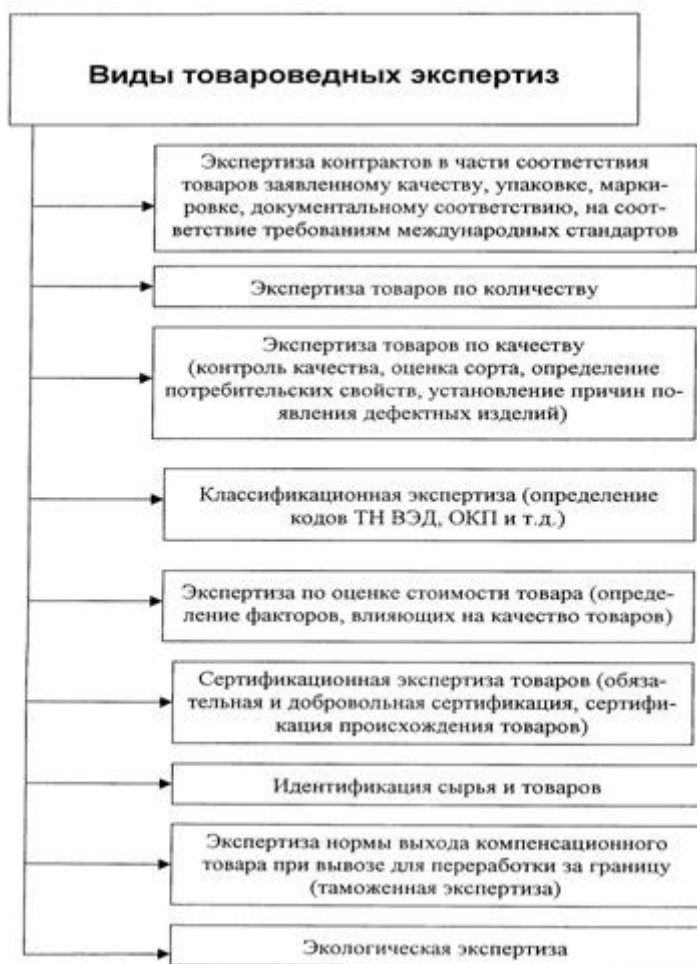 Виды товароведных экспертиз
Экспертиза контрактов в части соответствия
товаров заявленному качеству, упаковке, марки-
ровке, документальному соответствию, на соот-
ветствие требованиям международных стандартов
Экспертиза товаров по количеству
Экспертиза товаров по качеству
(контроль качества, оценка сорта, определение
потребительских свойств, установление причин по-
явления дефектных изделий)
Классификационная экспертиза (определение
кодов ТН ВЭД, ОКП и т.д.)
Экспертиза по оценке стоимости товара (опреде-
ление факторов, влияющих на качество товаров)
Сертификационная экспертиза товаров (обяза-
тельная и добровольная сертификация, сертифи-
кация происхождения товаров)
Идентификация сырья и товаров
Экспертиза нормы выхода компенсационного
товара при вывозе для переработки за границу
(таможенная экспертиза)
Экологическая экспертиза